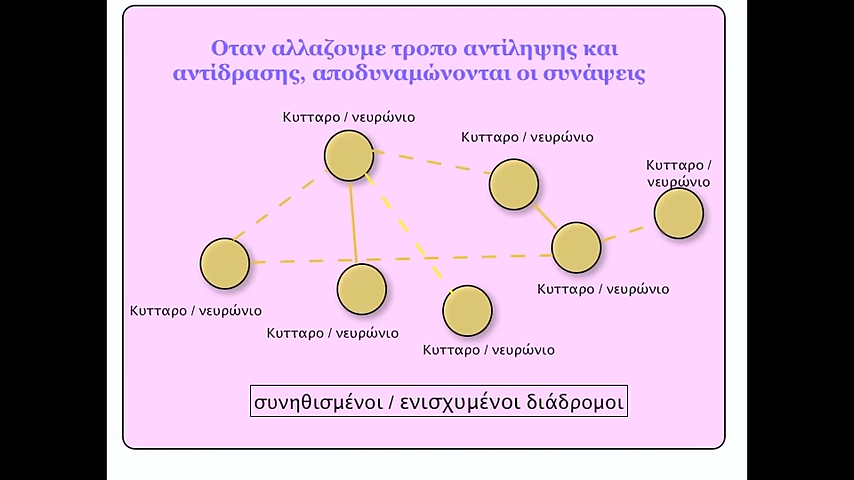 Οταν αλλαζουμε τροπο αντίληψης και
αντίδρασης, αποδυναμώνονται οι συνάψεις
Κυτταρο / νευρώνιο
Κυτταρο / νευρώνιο
Κυτταρο /
νευρώνιο
Κυτταρο / νευρώνιο
Κυτταρο / νευρώνιο
Κυτταρο / νευρώνιο
Κυτταρο / νευρώνιο
συνηθισμένοι / ενισχυμένοι διάδρομοι